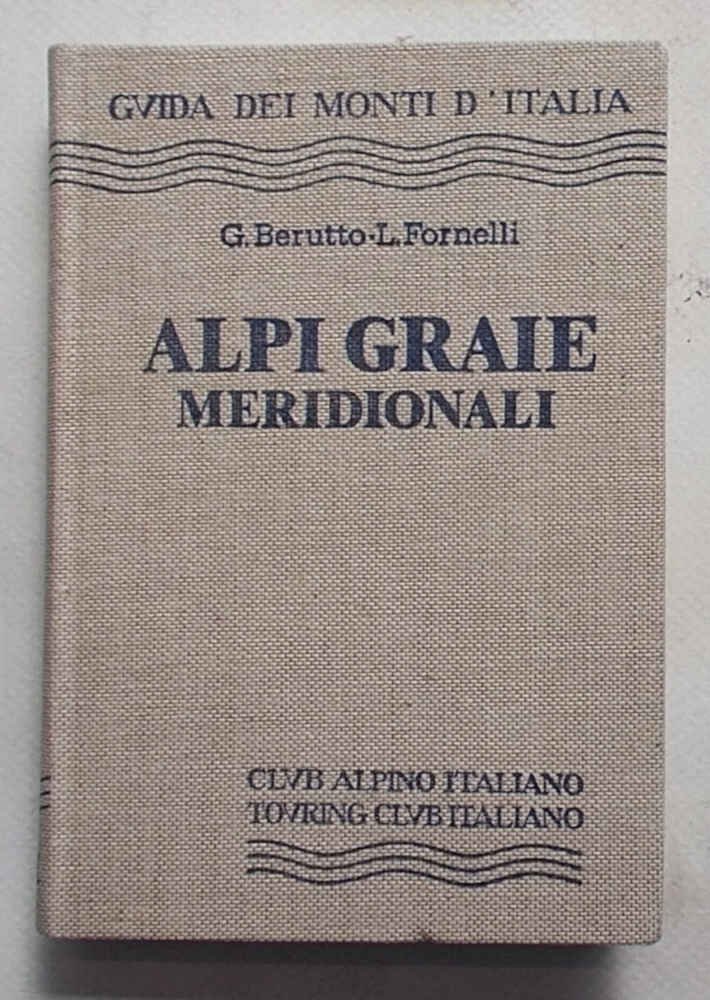 GVIDA DEI MONTI D'ITALIA
G. Berutto·L. Fornelli
ALPI GRAIE
MERIDIONALI
CLVB ALPINO ITALIANO
TOVRING CLVB ITALIANO